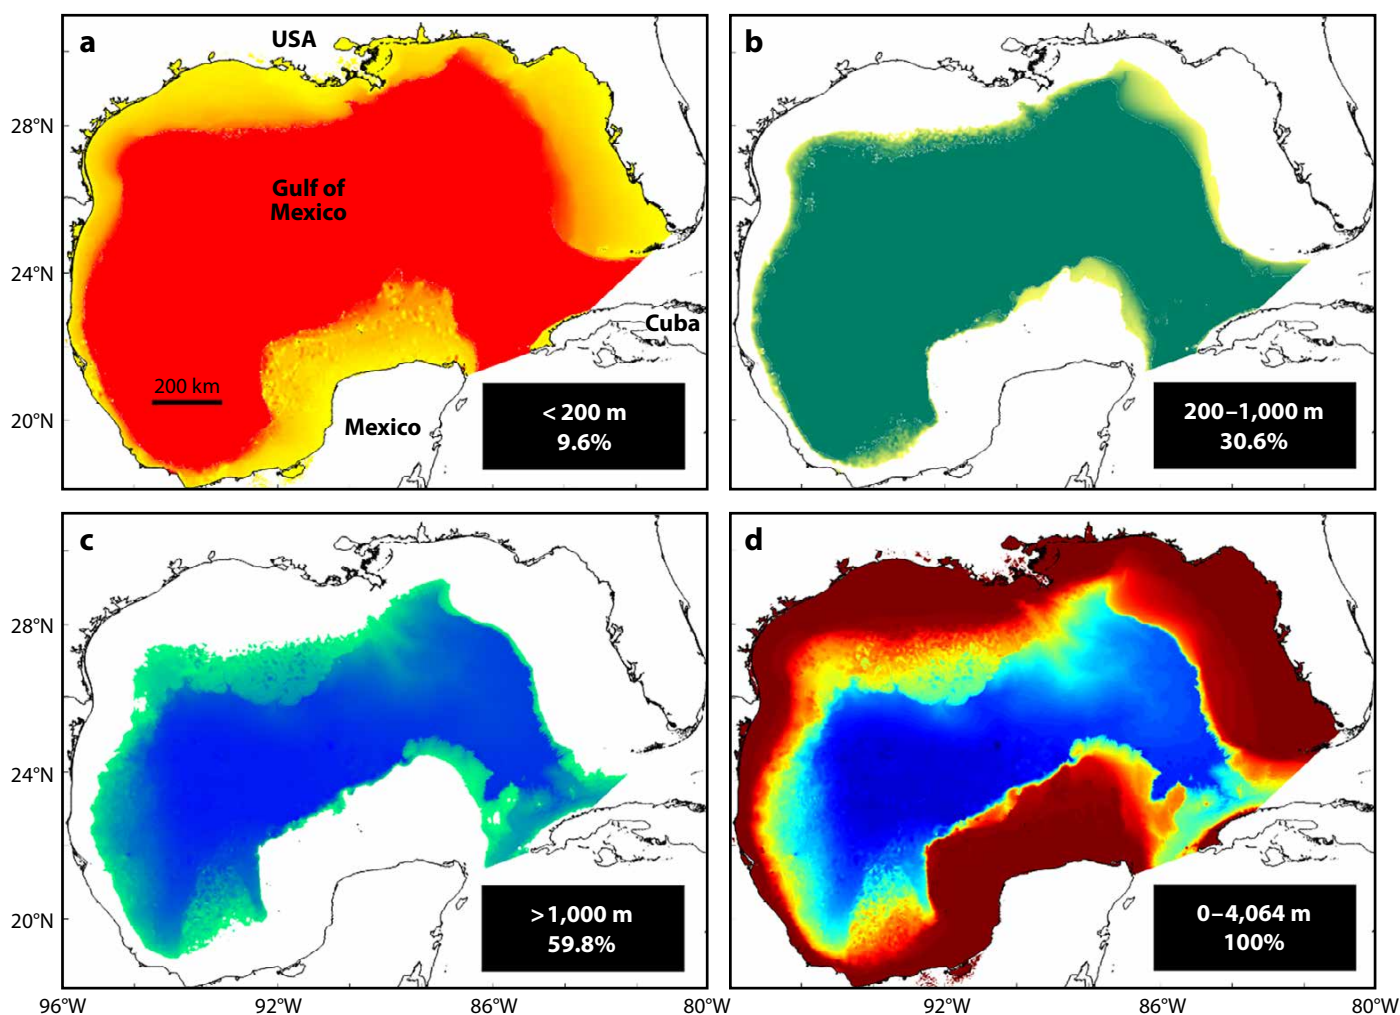 a
USA
28°N
Gulf of
Mexico
24°N
Cuba
200 km
20°N
Mexico
< 200 m
9.6%
b
200–1,000 m
30.6%
c
28°N
24°N
20°N
>1,000 m
59.8%
96°W
92°W
86°W
80°W
d
0–4,064 m
100%
92°W
86°W
80°W